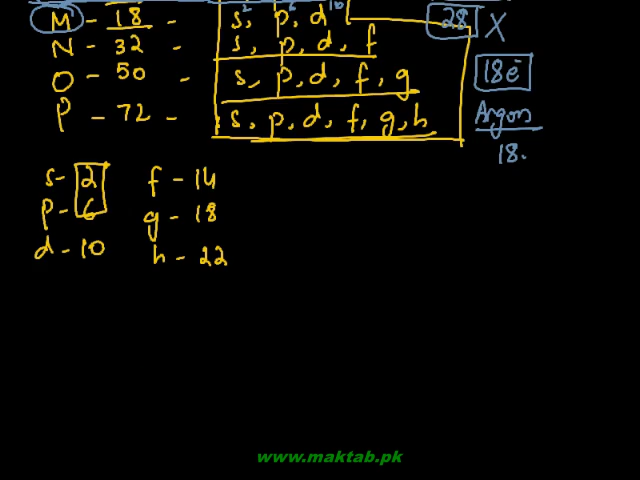 M - 18 - s², p⁶, d¹⁰ 28 X
N - 32 - s, p, d, f
O - 50 - s, p, d, f, g 18ē
P - 72 - s, p, d, f, g, h Argon
18.
s - 2 f - 14
p - 6 g - 18
d - 10 h - 22
www.maktab.pk